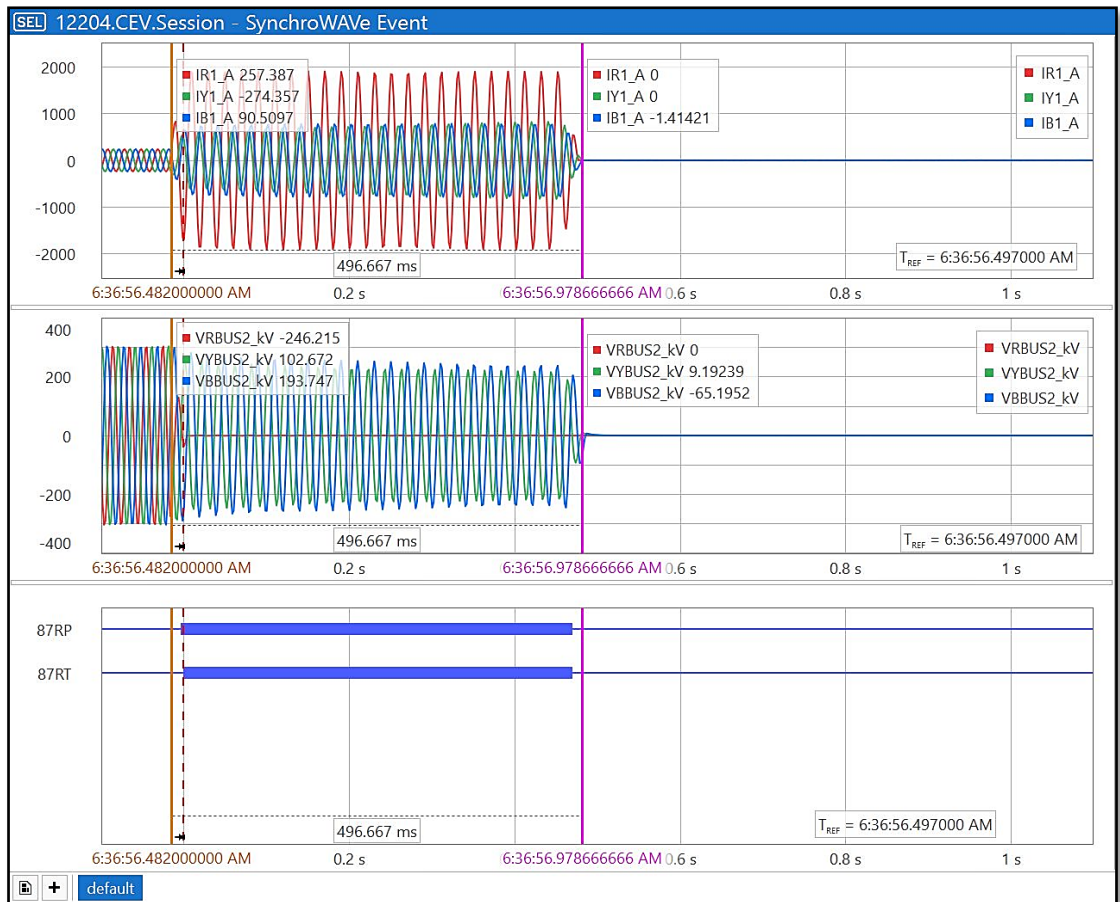 SEL 12204.CEV.Session - SynchroWAVe Event
2000
1000
0
-1000
-2000
IR1_A 257.387
IY1_A -274.357
IB1_A 90.5097
IR1_A 0
IY1_A 0
IB1_A -1.41421
IR1_A
IY1_A
IB1_A
496.667 ms
TREF = 6:36:56.497000 AM
6:36:56.482000000 AM 0.2 s 6:36:56.978666666 AM 0.6 s 0.8 s 1 s
400
200
0
-200
-400
VRBUS2_kV -246.215
VYBUS2_kV 102.672
VBBUS2_kV 193.747
VRBUS2_kV 0
VYBUS2_kV 9.19239
VBBUS2_kV -65.1952
VRBUS2_kV
VYBUS2_kV
VBBUS2_kV
496.667 ms
TREF = 6:36:56.497000 AM
6:36:56.482000000 AM 0.2 s 6:36:56.978666666 AM 0.6 s 0.8 s 1 s
87RP
87RT
496.667 ms
TREF = 6:36:56.497000 AM
6:36:56.482000000 AM 0.2 s 6:36:56.978666666 AM 0.6 s 0.8 s 1 s
+ default